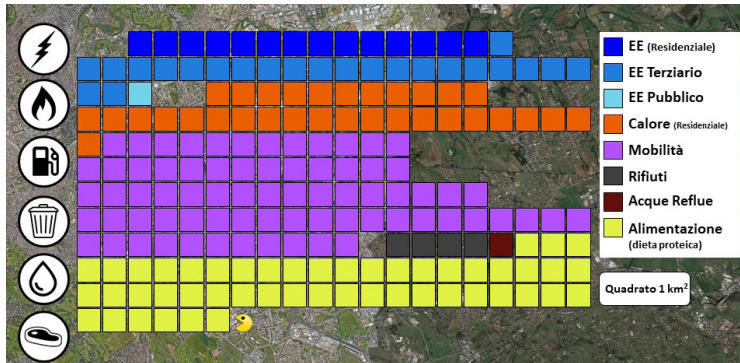 EE (Residenziale)
EE Terziario
EE Pubblico
Calore (Residenziale)
Mobilità
Rifiuti
Acque Reflue
Alimentazione
(dieta proteica)
Quadrato 1 km²